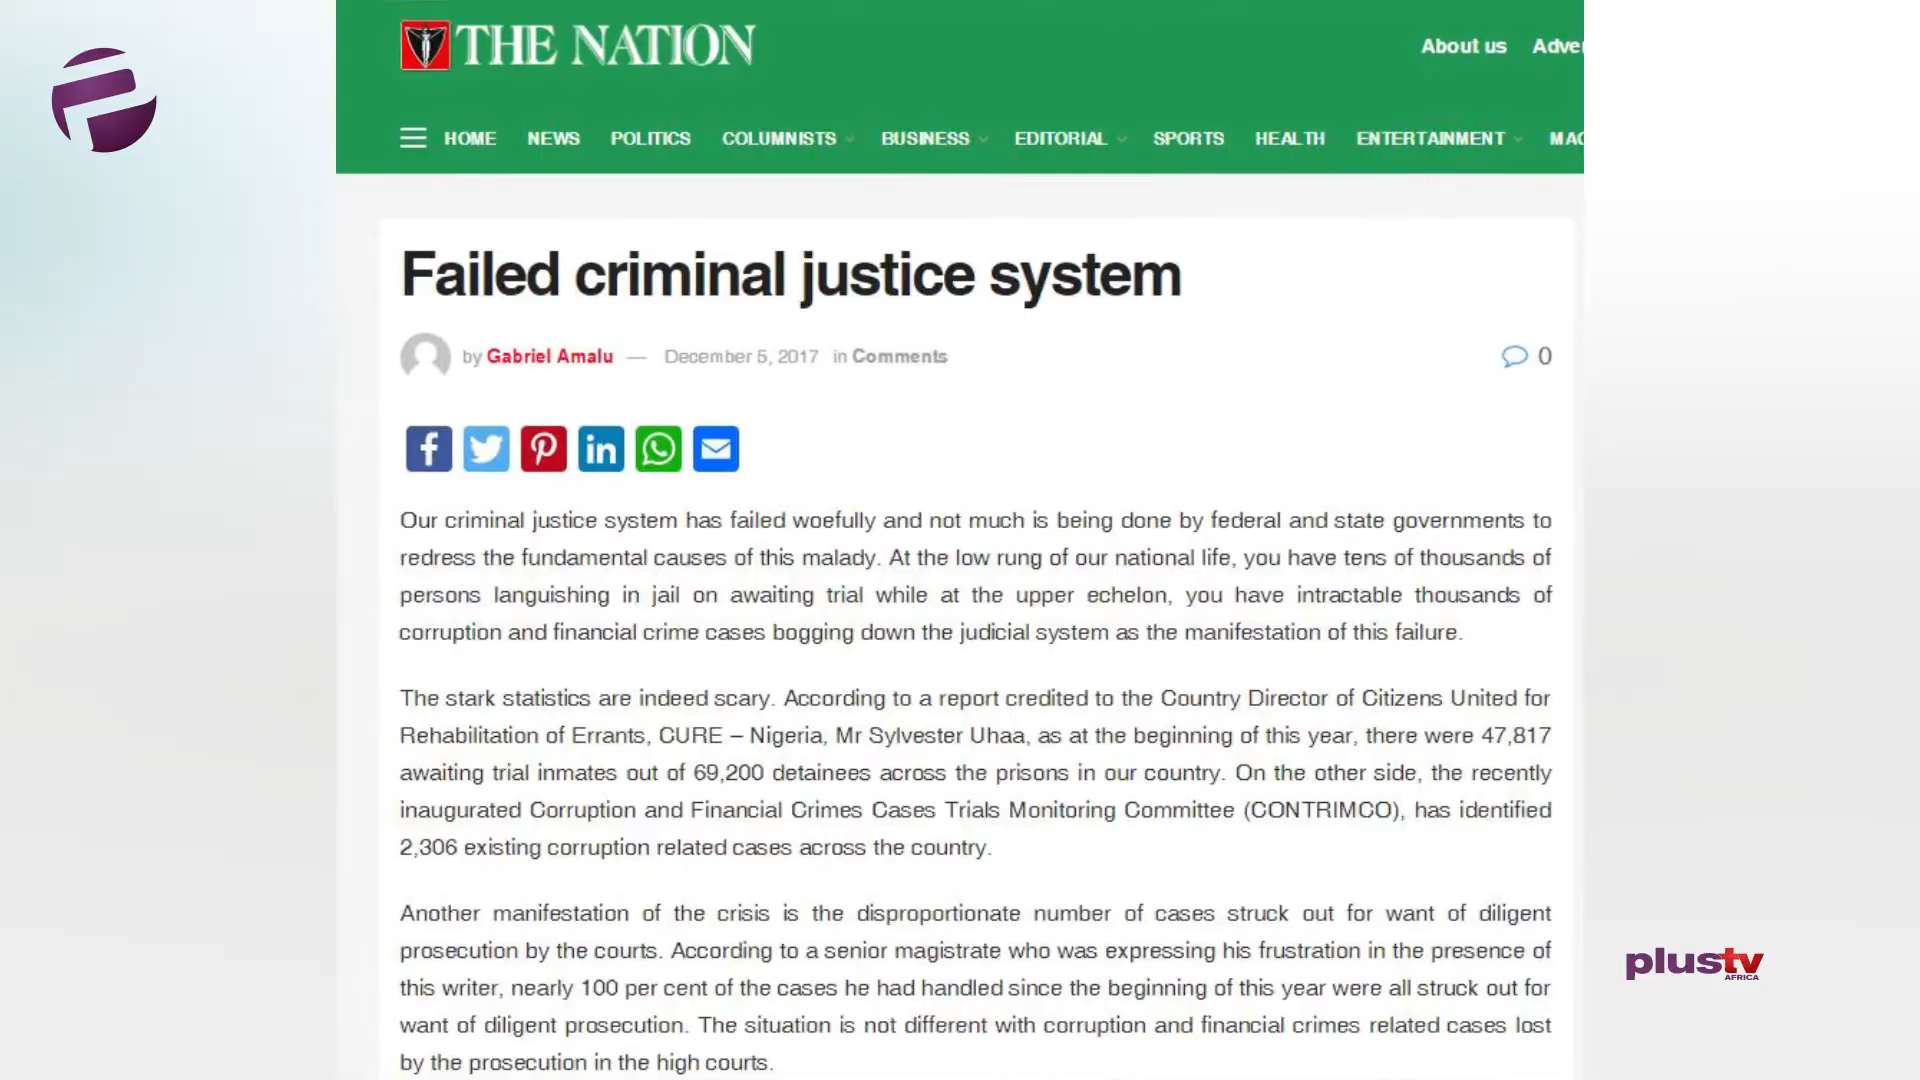 THE NATION
About us Adve
HOME NEWS POLITICS COLUMNISTS BUSINESS EDITORIAL SPORTS HEALTH ENTERTAINMENT MAG
Failed criminal justice system
by Gabriel Amalu — December 5, 2017 in Comments
0
Our criminal justice system has failed woefully and not much is being done by federal and state governments to
redress the fundamental causes of this malady. At the low rung of our national life, you have tens of thousands of
persons languishing in jail on awaiting trial while at the upper echelon, you have intractable thousands of
corruption and financial crime cases bogging down the judicial system as the manifestation of this failure.
The stark statistics are indeed scary. According to a report credited to the Country Director of Citizens United for
Rehabilitation of Errants, CURE – Nigeria, Mr Sylvester Uhaa, as at the beginning of this year, there were 47,817
awaiting trial inmates out of 69,200 detainees across the prisons in our country. On the other side, the recently
inaugurated Corruption and Financial Crimes Cases Trials Monitoring Committee (CONTRIMCO), has identified
2,306 existing corruption related cases across the country.
Another manifestation of the crisis is the disproportionate number of cases struck out for want of diligent
prosecution by the courts. According to a senior magistrate who was expressing his frustration in the presence of
this writer, nearly 100 per cent of the cases he had handled since the beginning of this year were all struck out for
want of diligent prosecution. The situation is not different with corruption and financial crimes related cases lost
by the prosecution in the high courts.
plustv
AFRICA